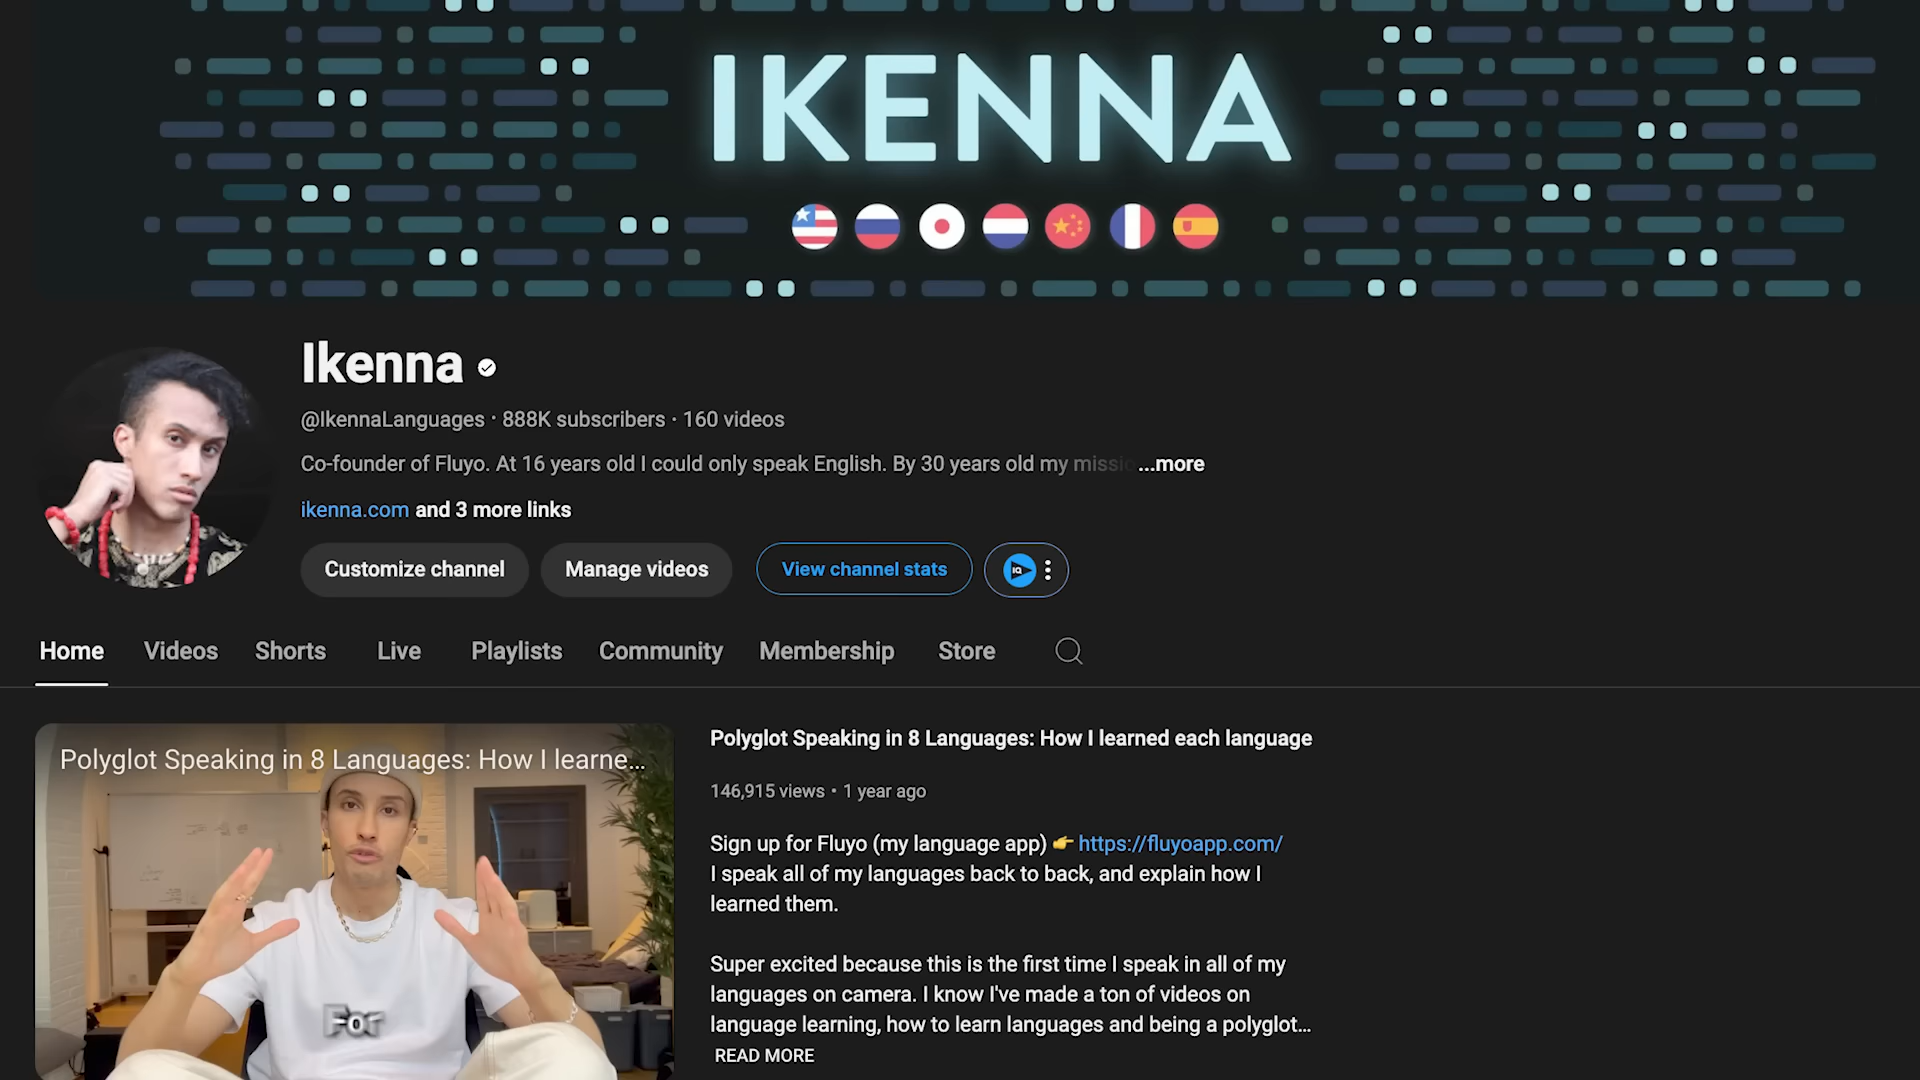 IKENNA
Ikenna
@IkennaLanguages · 888K subscribers · 160 videos
Co-founder of Fluyo. At 16 years old I could only speak English. By 30 years old my missio ...more
ikenna.com and 3 more links
Customize channel
Manage videos
View channel stats
IQ
Home
Videos
Shorts
Live
Playlists
Community
Membership
Store
Polyglot Speaking in 8 Languages: How I learne...
For
Polyglot Speaking in 8 Languages: How I learned each language
146,915 views • 1 year ago
Sign up for Fluyo (my language app) 👉 https://fluyoapp.com/
I speak all of my languages back to back, and explain how I
learned them.
Super excited because this is the first time I speak in all of my
languages on camera. I know I've made a ton of videos on
language learning, how to learn languages and being a polyglot...
READ MORE